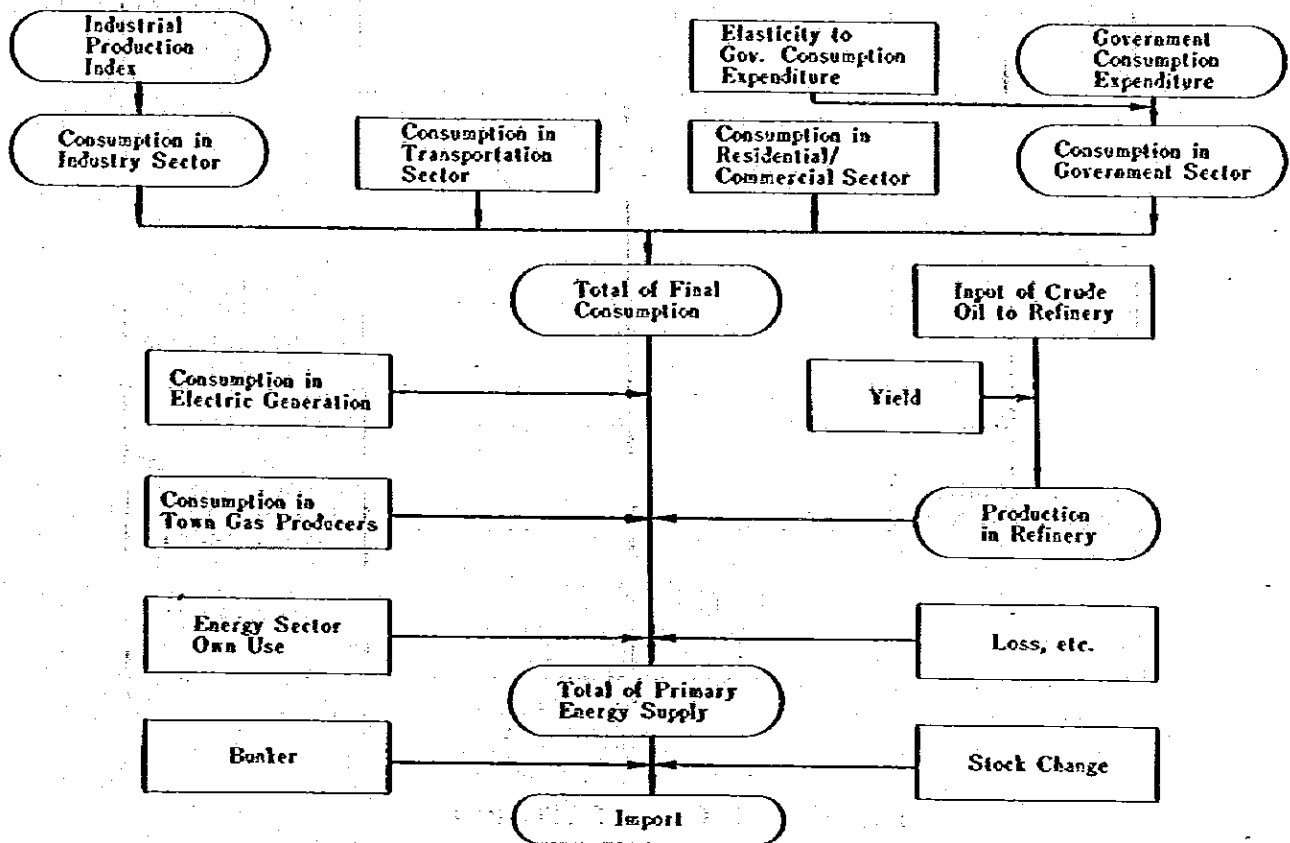 Industrial
Production
Index
Elasticity to
Gov. Consumption
Expenditure
Government
Consumption
Expenditure
Consumption in
Industry Sector
Consumption in
Transportation
Sector
Consumption in
Residential/
Commercial Sector
Consumption in
Government Sector
Total of Final
Consumption
Input of Crude
Oil to Refinery
Consumption in
Electric Generation
Yield
Consumption in
Town Gas Producers
Production
in Refinery
Energy Sector
Own Use
Loss, etc.
Total of Primary
Energy Supply
Bunker
Stock Change
Import